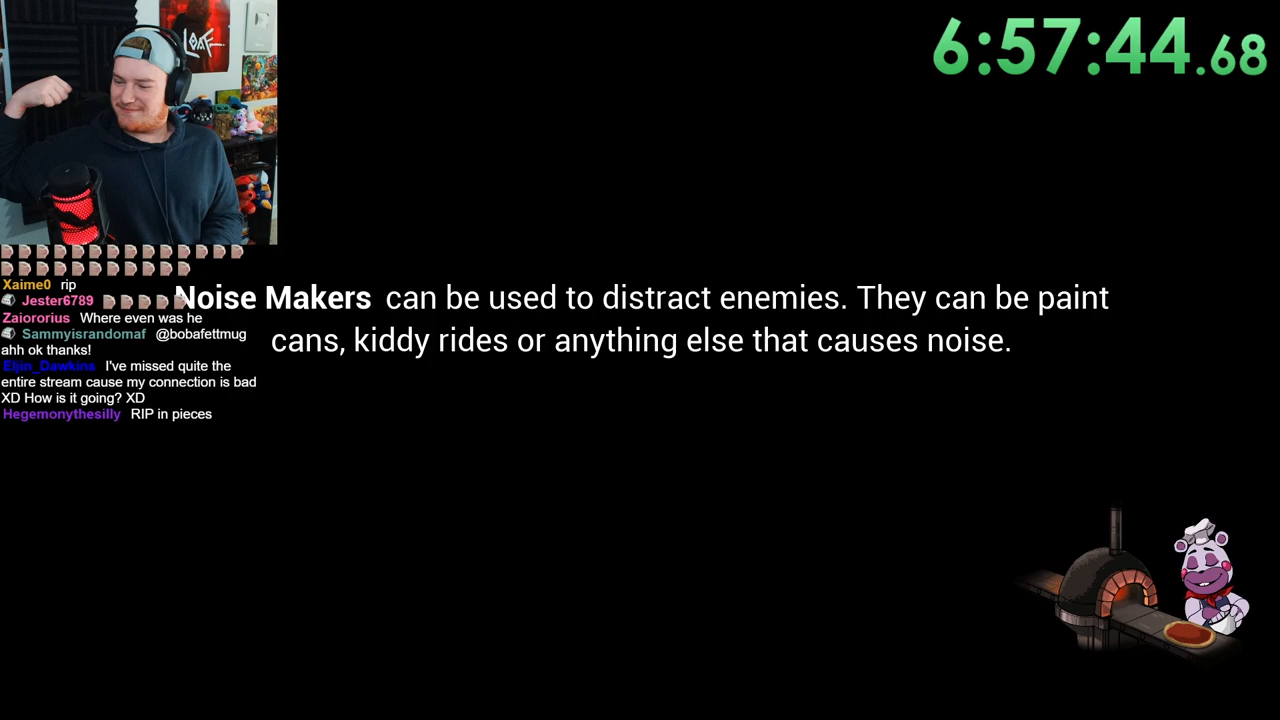 LOAF
6:57:44.68
Xaime0 rip
Jester6789
Zaiororius Where even was he
Sammyisrandomaf @bobafettmug
ahh ok thanks!
Eljin_Dawkins I've missed quite the
entire stream cause my connection is bad
XD How is it going? XD
Hegemonythesilly RIP in pieces
Noise Makers can be used to distract enemies. They can be paint
cans, kiddy rides or anything else that causes noise.